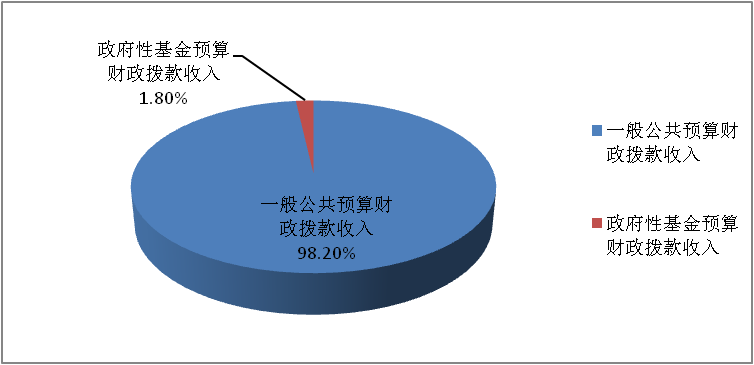 政府性基金预算
财政拨款收入
1.80%
一般公共预算财
政拨款收入
98.20%
一般公共预算财
政拨款收入
政府性基金预算
财政拨款收入